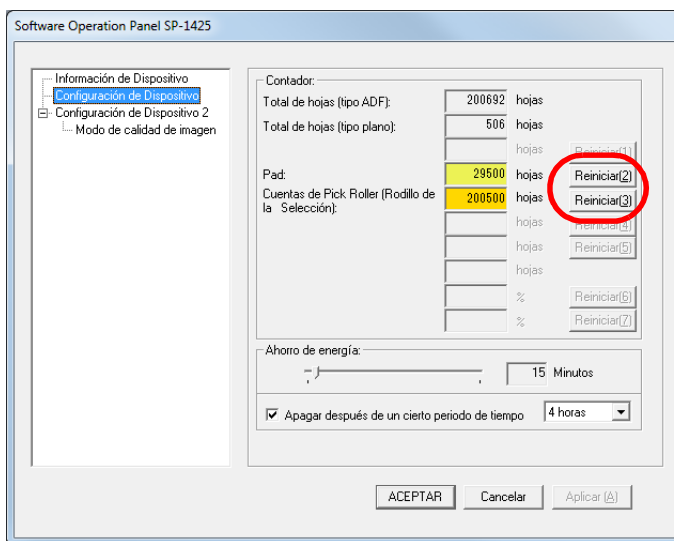 Software Operation Panel SP-1425
Información de Dispositivo
Configuración de Dispositivo
Configuración de Dispositivo 2
Modo de calidad de imagen
Contador:
Total de hojas (tipo ADF): 200692 hojas
Total de hojas (tipo plano): 506 hojas
hojas Reiniciar(1)
Pad: 29500 hojas Reiniciar(2)
Cuentas de Pick Roller (Rodillo de 200500 hojas Reiniciar(3)
la Selección):
hojas Reiniciar(4)
hojas Reiniciar(5)
hojas
% Reiniciar(6)
% Reiniciar(7)
Ahorro de energía:
15 Minutos
Apagar después de un cierto periodo de tiempo 4 horas
ACEPTAR Cancelar Aplicar (A)